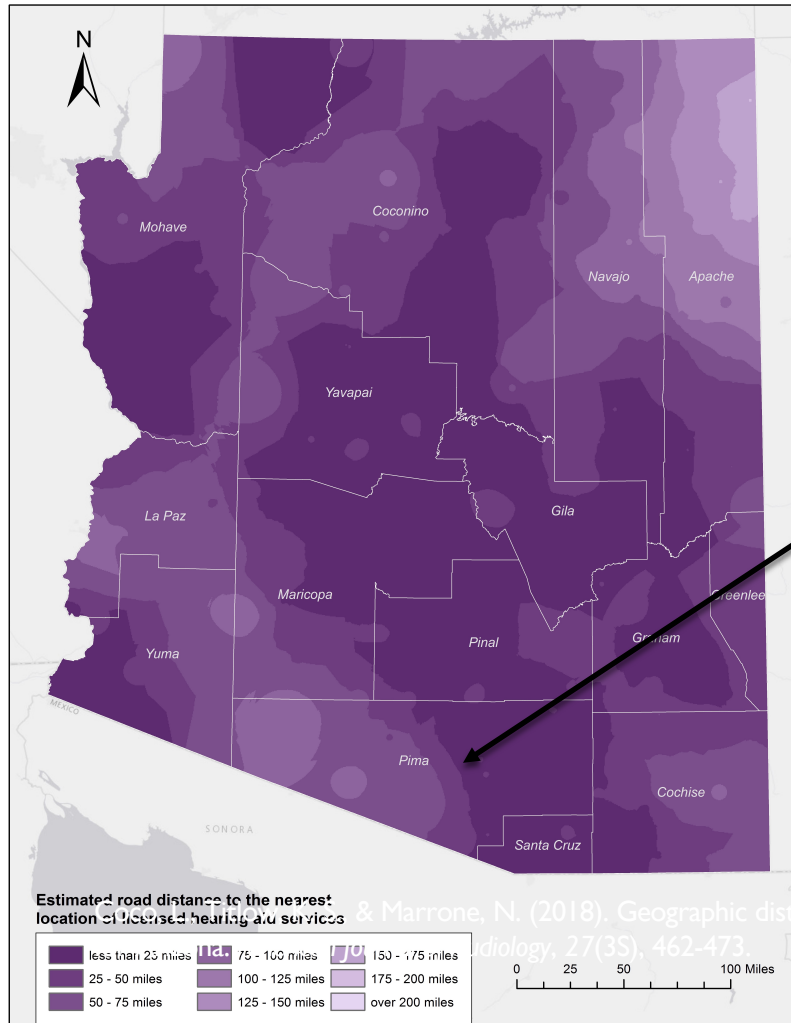 N
Mohave
Coconino
Navajo
Apache
Yavapai
La Paz
Gila
Maricopa
Greenlee
Yuma
Pinal
Graham
MEXICO
Pima
Cochise
SONORA
Santa Cruz
Estimated road distance to the nearest
location of licensed hearing aid services
Coco, L., Titlow, & Marrone, N. (2018). Geographic dist
na. udiology, 27(3S), 462-473.
less than 25 miles 75 - 100 miles 150 - 175 miles
25 - 50 miles 100 - 125 miles 175 - 200 miles
50 - 75 miles 125 - 150 miles over 200 miles
0 25 50 100 Miles